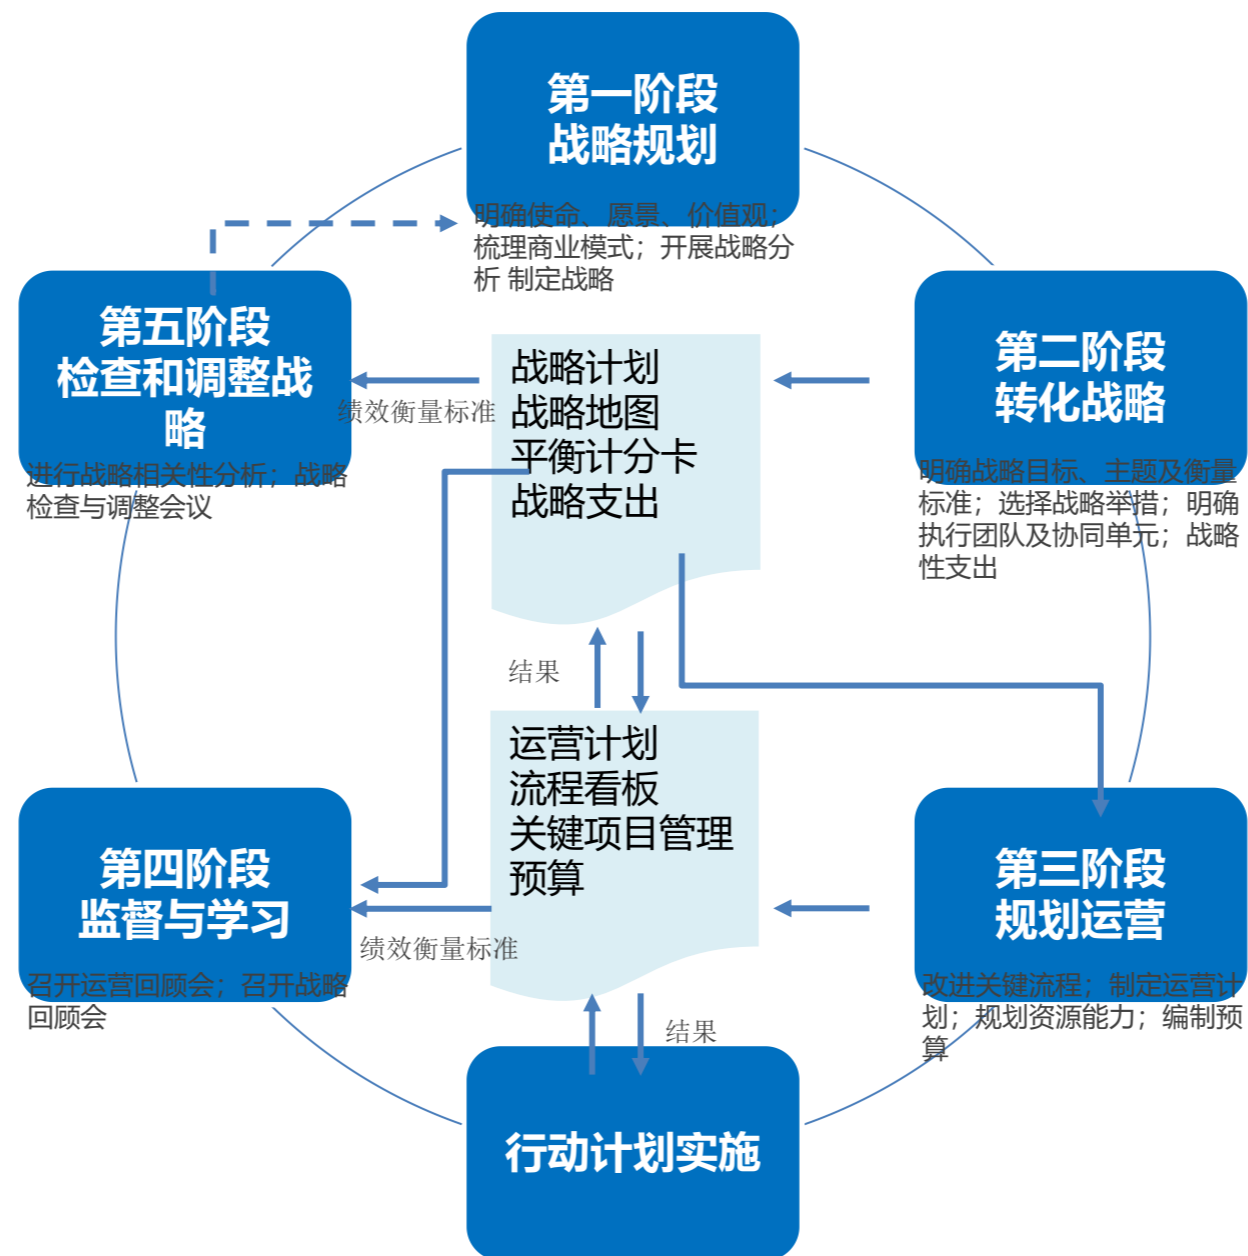 第一阶段
战略规划
明确使命、愿景、价值观；
梳理商业模式；开展战略分
析 制定战略
第五阶段
检查和调整战
略
进行战略相关性分析；战略
检查与调整会议
绩效衡量标准
战略计划
战略地图
平衡计分卡
战略支出
第二阶段
转化战略
明确战略目标、主题及衡量
标准；选择战略举措；明确
执行团队及协同单元；战略
性支出
结果
运营计划
流程看板
关键项目管理
预算
第四阶段
监督与学习
召开运营回顾会；召开战略
回顾会
绩效衡量标准
第三阶段
规划运营
改进关键流程；制定运营计
划；规划资源能力；编制预
算
结果
行动计划实施